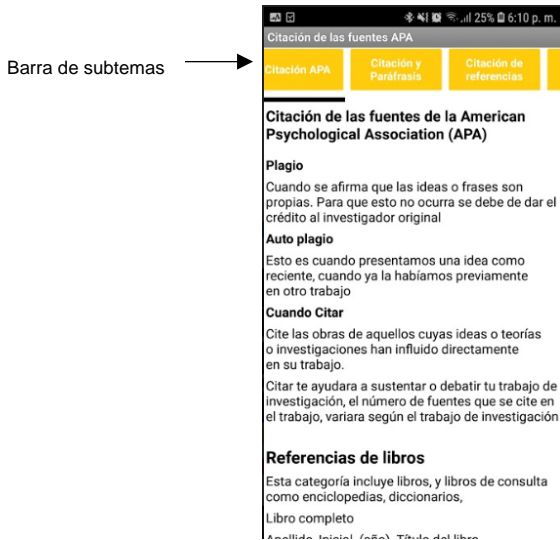 25% 6:10 p. m.
Citación de las fuentes APA
Barra de subtemas
Citación APA
Citación y
Paráfrasis
Citación de
referencias
Citación de las fuentes de la American
Psychological Association (APA)
Plagio
Cuando se afirma que las ideas o frases son
propias. Para que esto no ocurra se debe de dar el
crédito al investigador original
Auto plagio
Esto es cuando presentamos una idea como
reciente, cuando ya la habíamos previamente
en otro trabajo
Cuando Citar
Cite las obras de aquellos cuyas ideas o teorías
o investigaciones han influido directamente
en su trabajo.
Citar te ayudara a sustentar o debatir tu trabajo de
investigación, el número de fuentes que se cite en
el trabajo, variara según el trabajo de investigación
Referencias de libros
Esta categoría incluye libros, y libros de consulta
como enciclopedias, diccionarios,
Libro completo
Apellido, Inicial. (año). Título del libro.